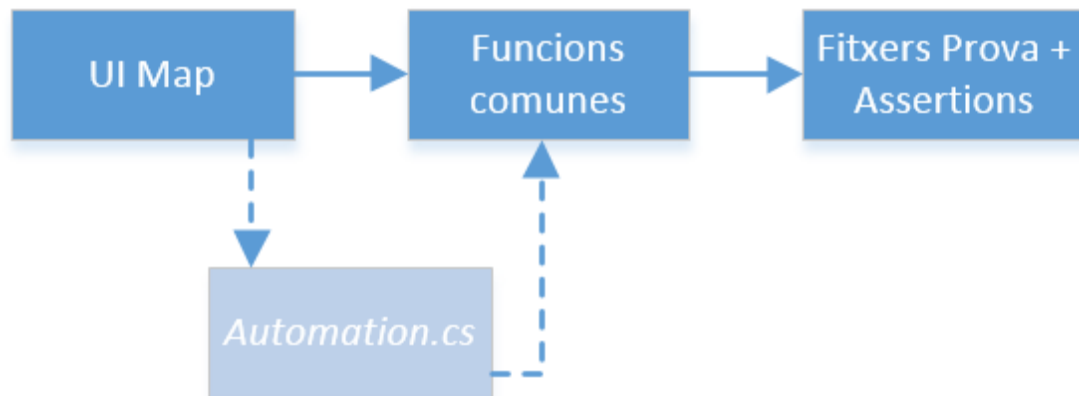 UI Map
Funcions
comunes
Fitxers Prova +
Assertions
Automation.cs